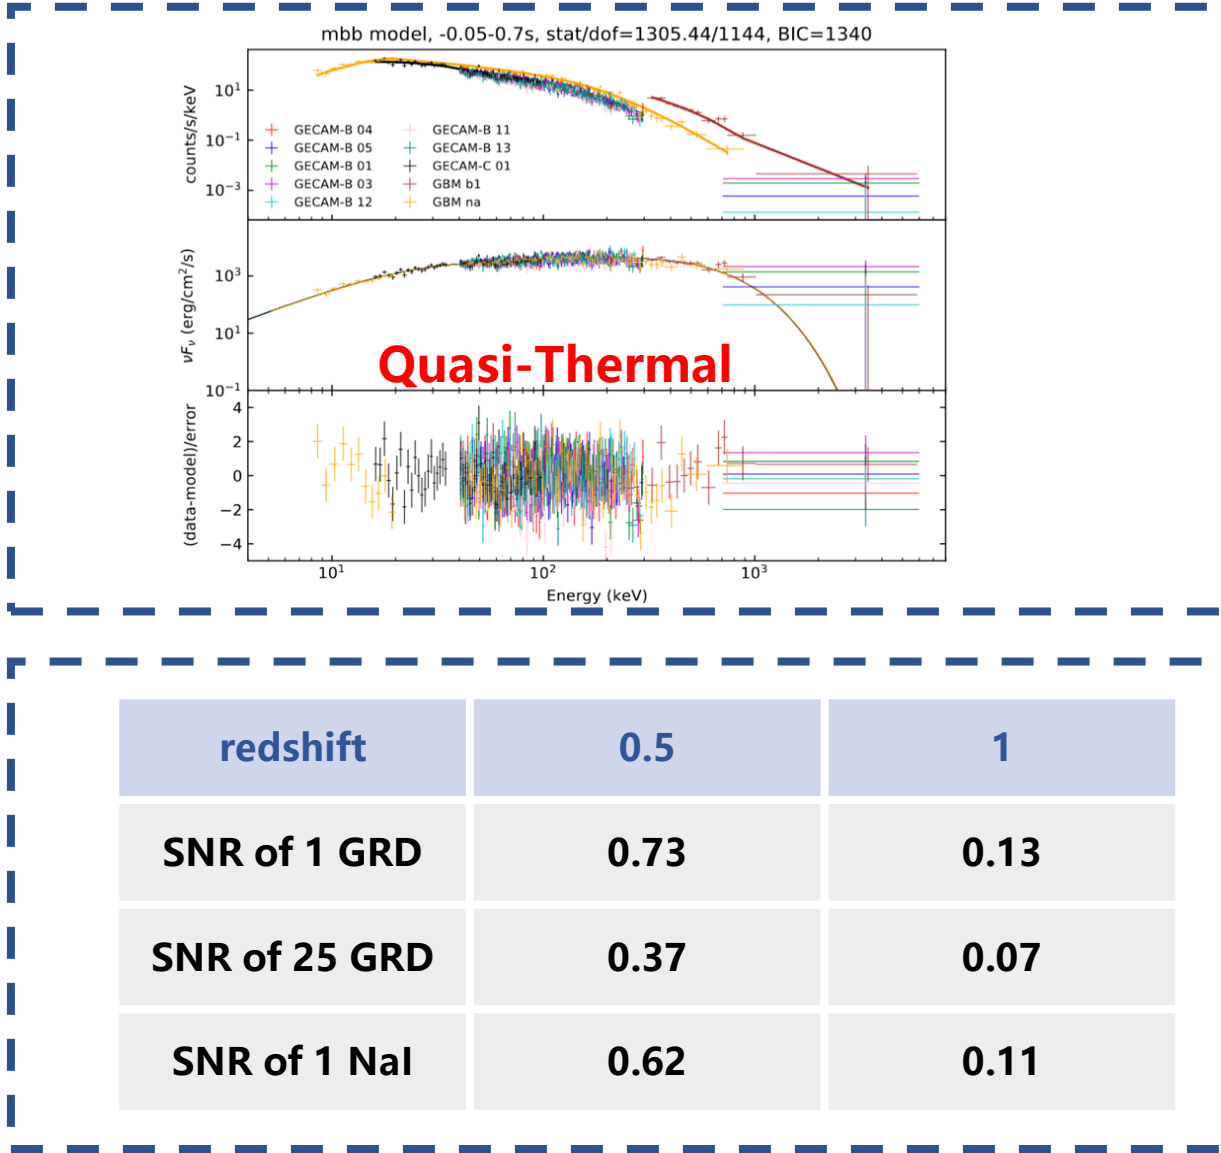 mbb model, -0.05-0.7s, stat/dof=1305.44/1144, BIC=1340
counts/s/keV
10¹
10⁻¹
10⁻³
GECAM-B 04
GECAM-B 05
GECAM-B 01
GECAM-B 03
GECAM-B 12
GECAM-B 11
GECAM-B 13
GECAM-C 01
GBM b1
GBM na
νFᵥ (erg/cm²/s)
10³
10¹
10⁻¹
Quasi-Thermal
(data-model)/error
4
2
0
−2
−4
10¹ 10² 10³
Energy (keV)
redshift 0.5 1
SNR of 1 GRD 0.73 0.13
SNR of 25 GRD 0.37 0.07
SNR of 1 NaI 0.62 0.11